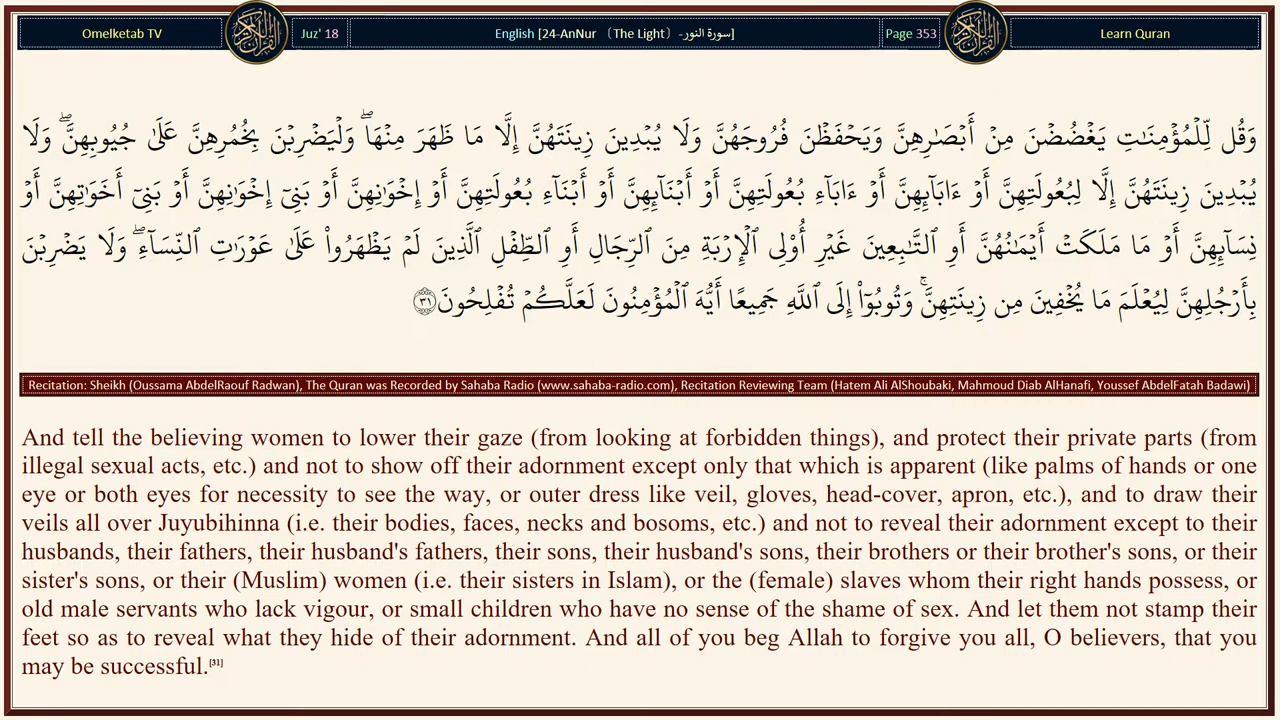 Omelketab TV
Juz' 18
English [24-AnNur （The Light）-سورة النور]
Page 353
Learn Quran
وَقُل لِّلۡمُؤۡمِنَٰتِ يَغۡضُضۡنَ مِنۡ أَبۡصَٰرِهِنَّ وَيَحۡفَظۡنَ فُرُوجَهُنَّ وَلَا يُبۡدِينَ زِينَتَهُنَّ إِلَّا مَا ظَهَرَ مِنۡهَاۖ وَلۡيَضۡرِبۡنَ بِخُمُرِهِنَّ عَلَىٰ جُيُوبِهِنَّۖ وَلَا
يُبۡدِينَ زِينَتَهُنَّ إِلَّا لِبُعُولَتِهِنَّ أَوۡ ءَابَآئِهِنَّ أَوۡ ءَابَآءِ بُعُولَتِهِنَّ أَوۡ أَبۡنَآئِهِنَّ أَوۡ أَبۡنَآءِ بُعُولَتِهِنَّ أَوۡ إِخۡوَٰنِهِنَّ أَوۡ بَنِيٓ إِخۡوَٰنِهِنَّ أَوۡ بَنِيٓ أَخَوَٰتِهِنَّ أَوۡ
نِسَآئِهِنَّ أَوۡ مَا مَلَكَتۡ أَيۡمَٰنُهُنَّ أَوِ ٱلتَّٰبِعِينَ غَيۡرِ أُوْلِي ٱلۡإِرۡبَةِ مِنَ ٱلرِّجَالِ أَوِ ٱلطِّفۡلِ ٱلَّذِينَ لَمۡ يَظۡهَرُواْ عَلَىٰ عَوۡرَٰتِ ٱلنِّسَآءِۖ وَلَا يَضۡرِبۡنَ
بِأَرۡجُلِهِنَّ لِيُعۡلَمَ مَا يُخۡفِينَ مِن زِينَتِهِنَّۚ وَتُوبُوٓاْ إِلَى ٱللَّهِ جَمِيعًا أَيُّهَ ٱلۡمُؤۡمِنُونَ لَعَلَّكُمۡ تُفۡلِحُونَ ٣١
Recitation: Sheikh (Oussama AbdelRaouf Radwan), The Quran was Recorded by Sahaba Radio (www.sahaba-radio.com), Recitation Reviewing Team (Hatem Ali AlShoubaki, Mahmoud Diab AlHanafi, Youssef AbdelFatah Badawi)
And tell the believing women to lower their gaze (from looking at forbidden things), and protect their private parts (from
illegal sexual acts, etc.) and not to show off their adornment except only that which is apparent (like palms of hands or one
eye or both eyes for necessity to see the way, or outer dress like veil, gloves, head-cover, apron, etc.), and to draw their
veils all over Juyubihinna (i.e. their bodies, faces, necks and bosoms, etc.) and not to reveal their adornment except to their
husbands, their fathers, their husband's fathers, their sons, their husband's sons, their brothers or their brother's sons, or their
sister's sons, or their (Muslim) women (i.e. their sisters in Islam), or the (female) slaves whom their right hands possess, or
old male servants who lack vigour, or small children who have no sense of the shame of sex. And let them not stamp their
feet so as to reveal what they hide of their adornment. And all of you beg Allah to forgive you all, O believers, that you
may be successful.[31]